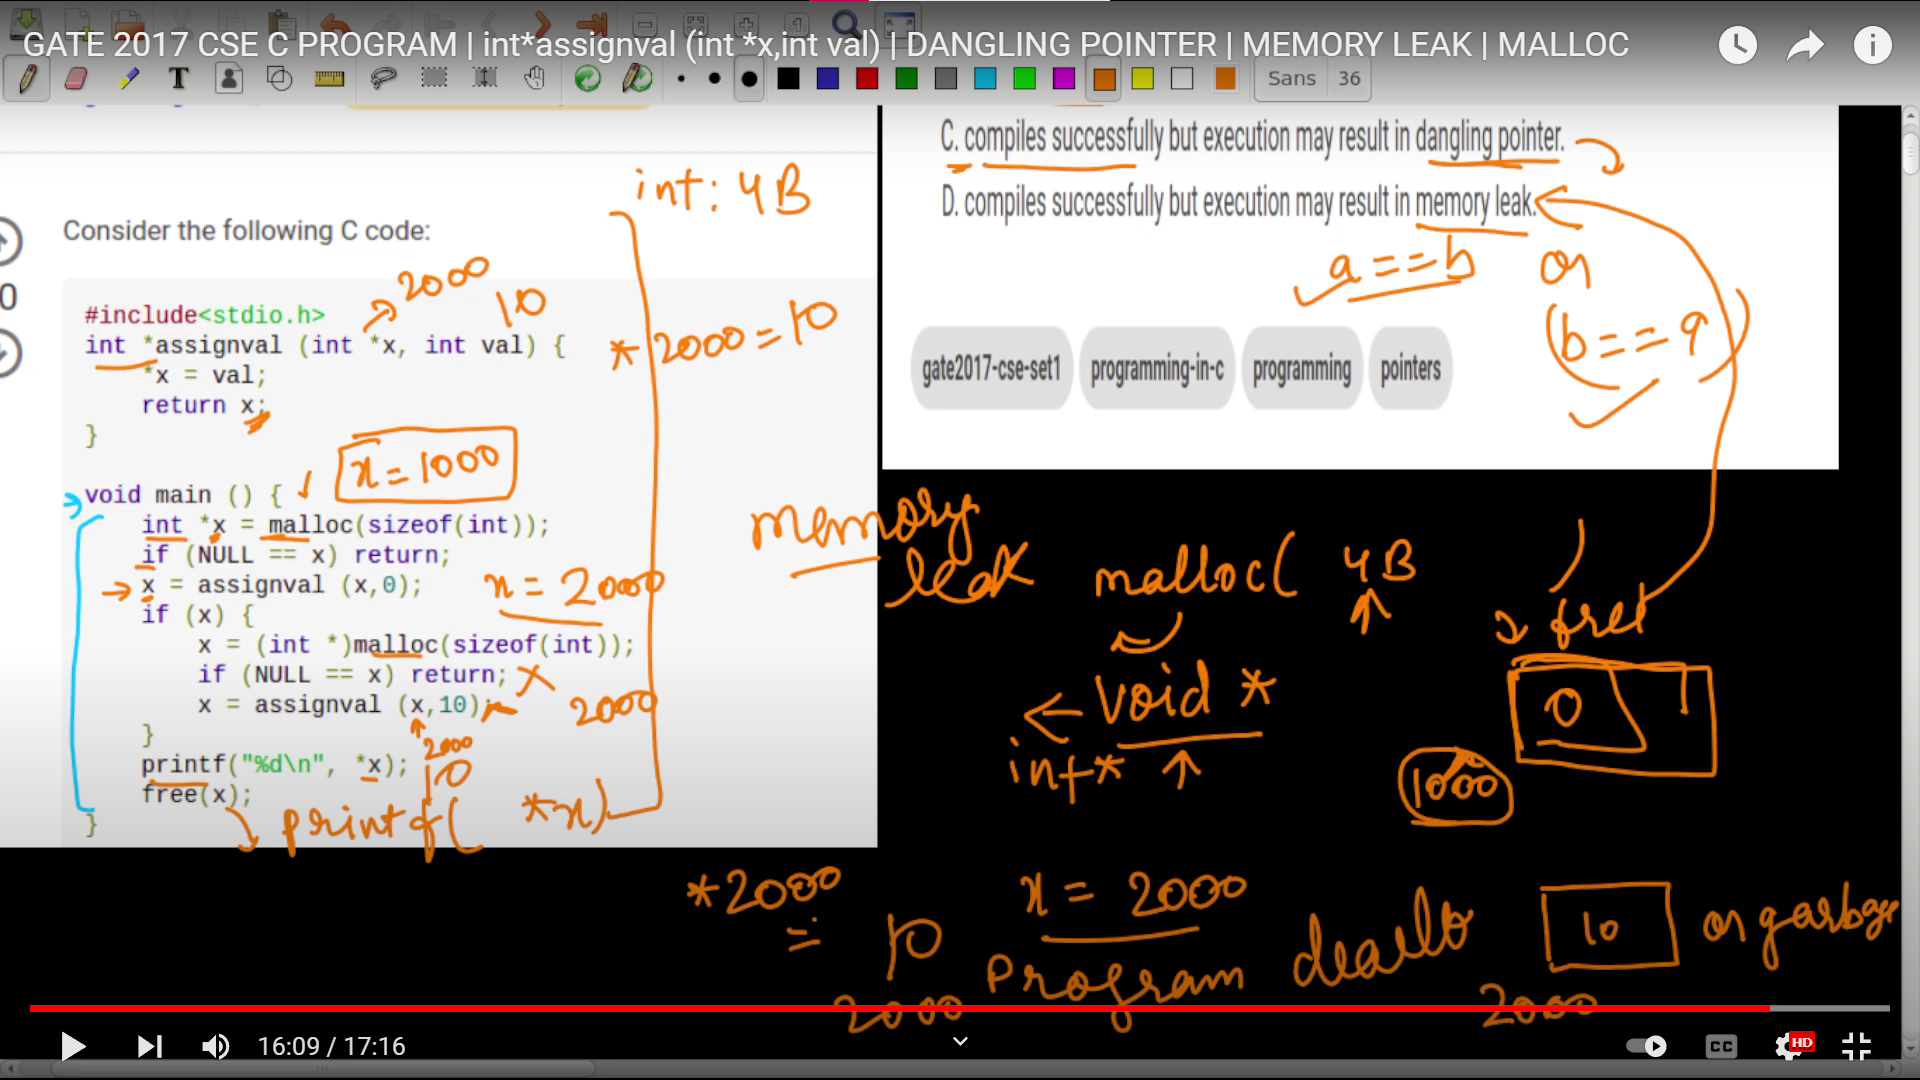 GATE 2017 CSE C PROGRAM | int*assignval (int *x,int val) | DANGLING POINTER | MEMORY LEAK | MALLOC
T
Sans 36
C. compiles successfully but execution may result in dangling pointer.
D. compiles successfully but execution may result in memory leak.
a == b or
(b == a)
gate2017-cse-set1 programming-in-c programming pointers
int: 4B
0
Consider the following C code:
2000
10
#include<stdio.h>
int *assignval (int *x, int val) {
*x = val;
return x;
}
*2000 = 10
x = 1000
void main () {
int *x = malloc(sizeof(int));
if (NULL == x) return;
x = assignval (x,0);
x = 2000
if (x) {
x = (int *)malloc(sizeof(int));
if (NULL == x) return;
x = assignval (x,10);
2000
}
2000
10
printf("%d\n", *x);
free(x);
}
printf( *x)
memory
leak
malloc( 4B )
void *
int*
free
0
1000
*2000
=
10
2000
x = 2000
Program
10
or garbage
2000
16:09 / 17:16
CC
HD